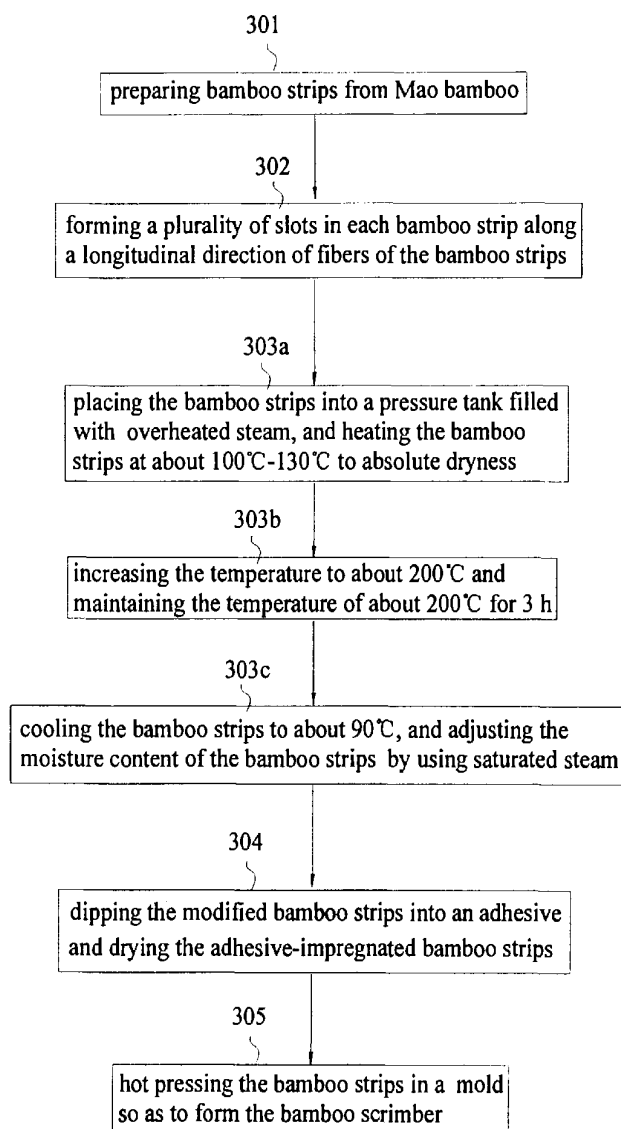 301
preparing bamboo strips from Mao bamboo
302
forming a plurality of slots in each bamboo strip along
a longitudinal direction of fibers of the bamboo strips
303a
placing the bamboo strips into a pressure tank filled
with overheated steam, and heating the bamboo
strips at about 100℃-130℃ to absolute dryness
303b
increasing the temperature to about 200℃ and
maintaining the temperature of about 200℃ for 3 h
303c
cooling the bamboo strips to about 90℃, and adjusting the
moisture content of the bamboo strips by using saturated steam
304
dipping the modified bamboo strips into an adhesive
and drying the adhesive-impregnated bamboo strips
305
hot pressing the bamboo strips in a mold
so as to form the bamboo scrimber